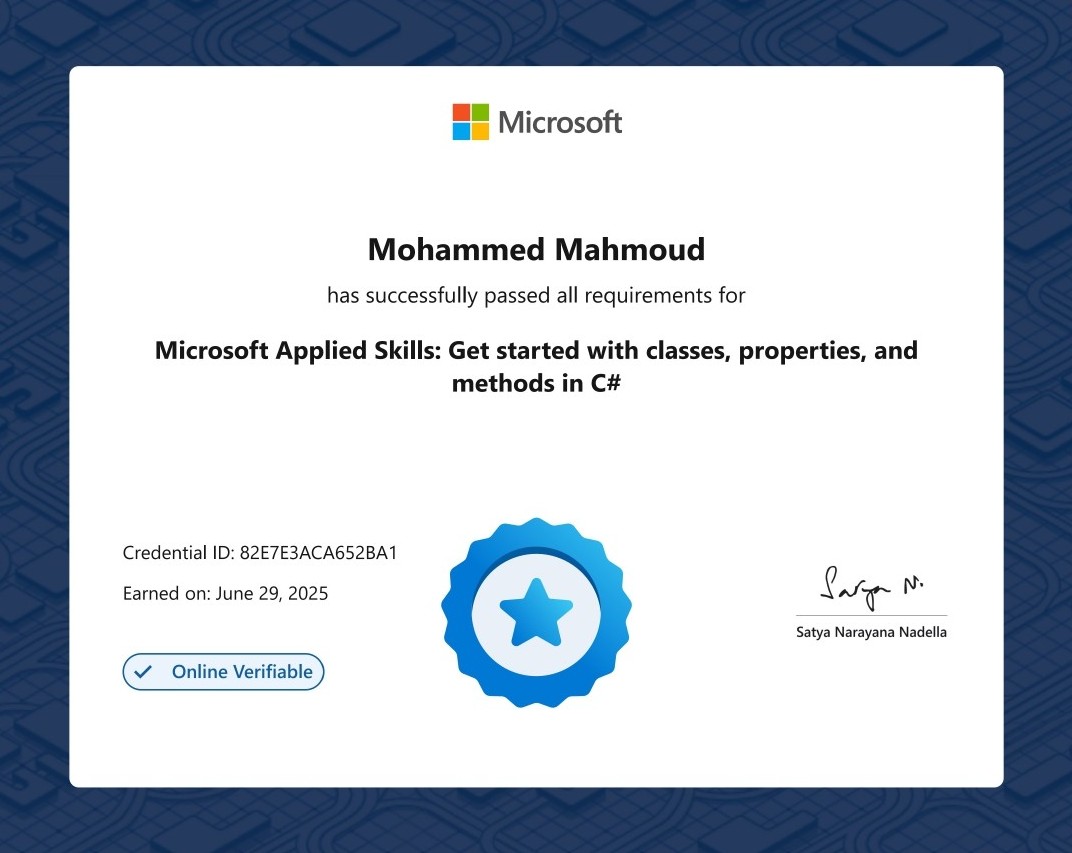 Microsoft
Mohammed Mahmoud
has successfully passed all requirements for
Microsoft Applied Skills: Get started with classes, properties, and
methods in C#
Credential ID: 82E7E3ACA652BA1
Earned on: June 29, 2025
Online Verifiable
Satya N.
Satya Narayana Nadella